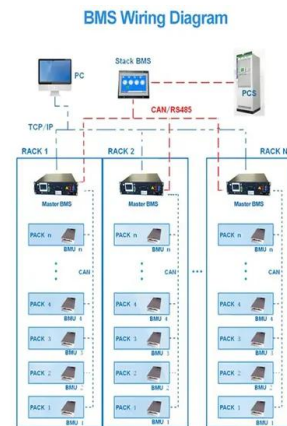 BMS Wiring Diagram
Stack BMS
PC
PCS
CAN/RS485
TCP/IP
RACK 1
RACK 2
RACK N
Master BMS
Master BMS
Master BMS
PACK n
BMU n
PACK n
BMU n
PACK n
BMU n
CAN
CAN
CAN
...
PACK 4
BMU 4
PACK 4
BMU 4
PACK 4
BMU 4
PACK 3
BMU 3
PACK 3
BMU 3
PACK 3
BMU 3
PACK 2
BMU 2
PACK 2
BMU 2
PACK 2
BMU 2
PACK 1
BMU 1
PACK 1
BMU 1
PACK 1
BMU 1